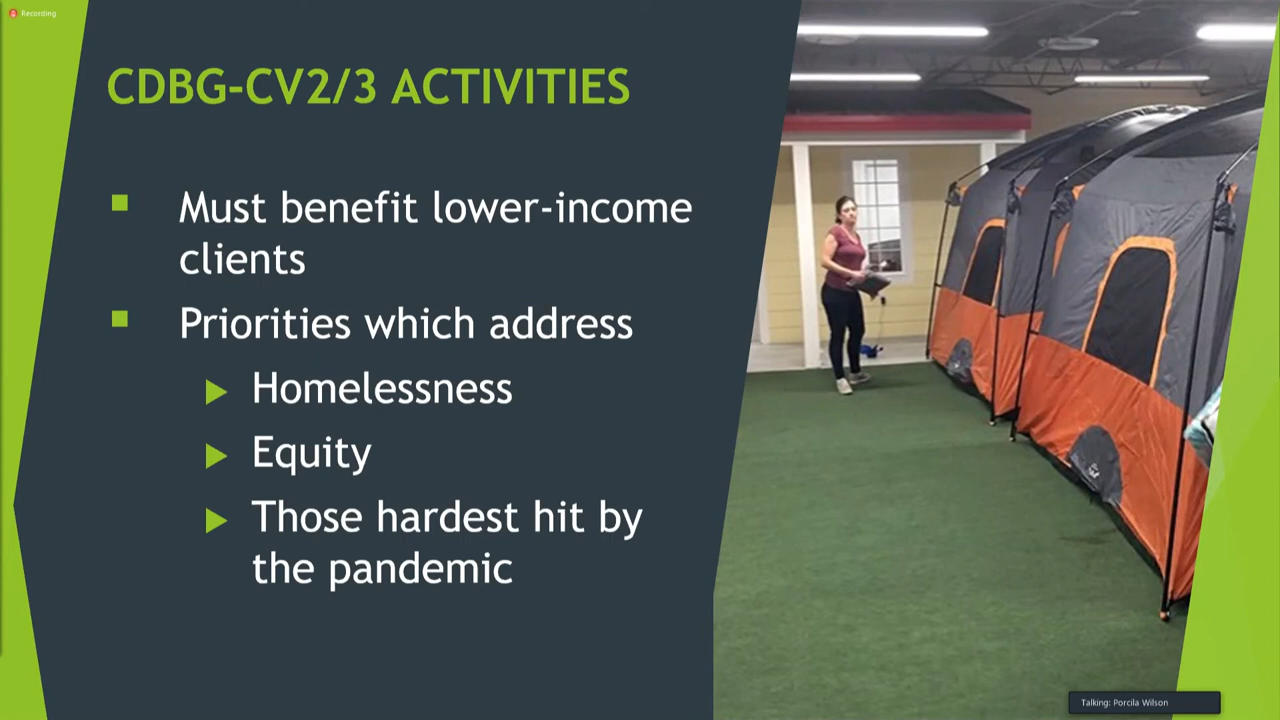 Recording
CDBG-CV2/3 ACTIVITIES
Must benefit lower-income
clients
Priorities which address
Homelessness
Equity
Those hardest hit by
the pandemic
Talking: Porcila Wilson